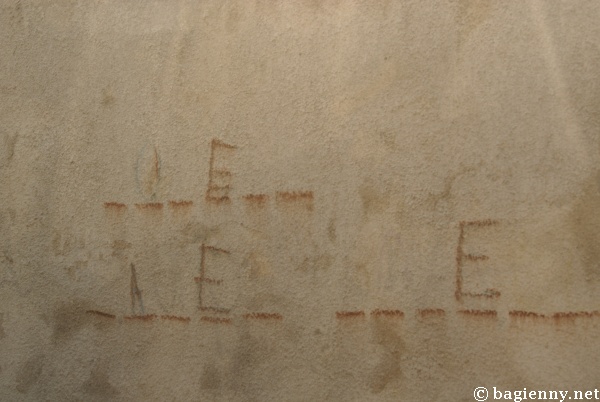 _ _ _ E _ _
_ _ _ E _ _ _ _ E _ _
© bagienny.net